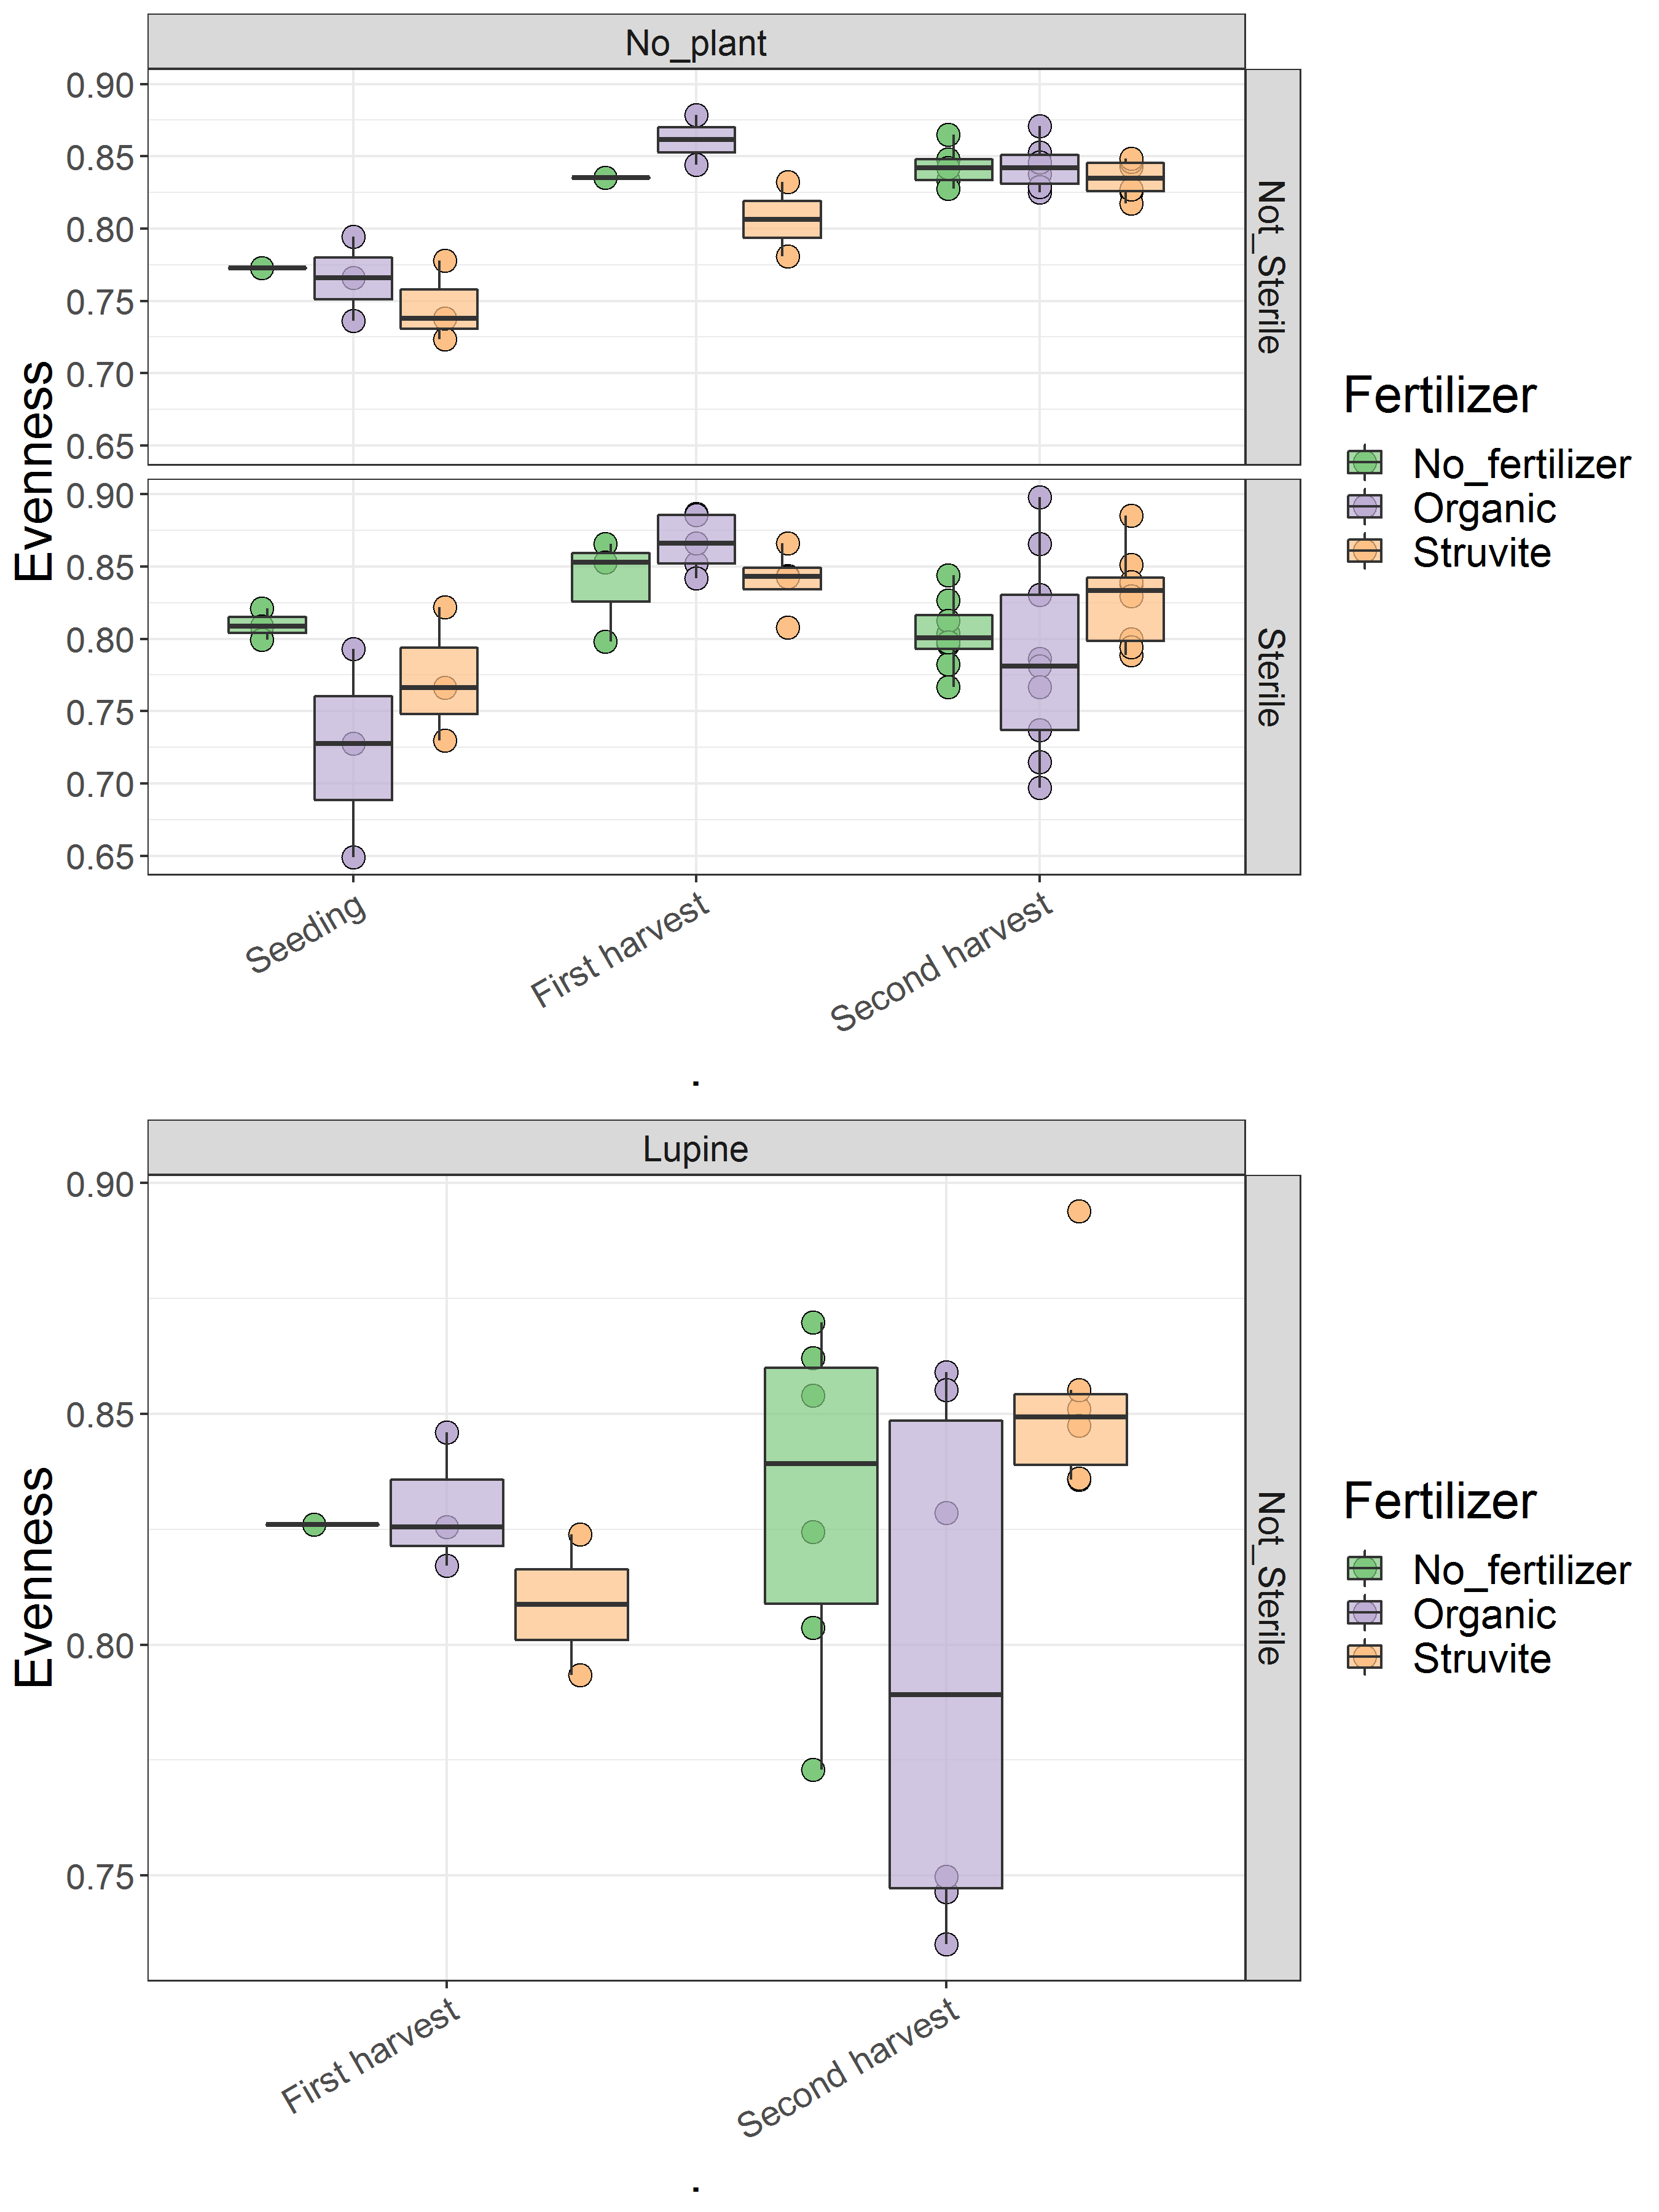 No_plant
0.90
0.85
0.80
0.75
0.70
0.65
Not_Sterile
0.90
0.85
0.80
0.75
0.70
0.65
Sterile
Evenness
Seeding
First harvest
Second harvest
.
Fertilizer
No_fertilizer
Organic
Struvite
Lupine
0.90
0.85
0.80
0.75
Not_Sterile
Evenness
First harvest
Second harvest
.
Fertilizer
No_fertilizer
Organic
Struvite